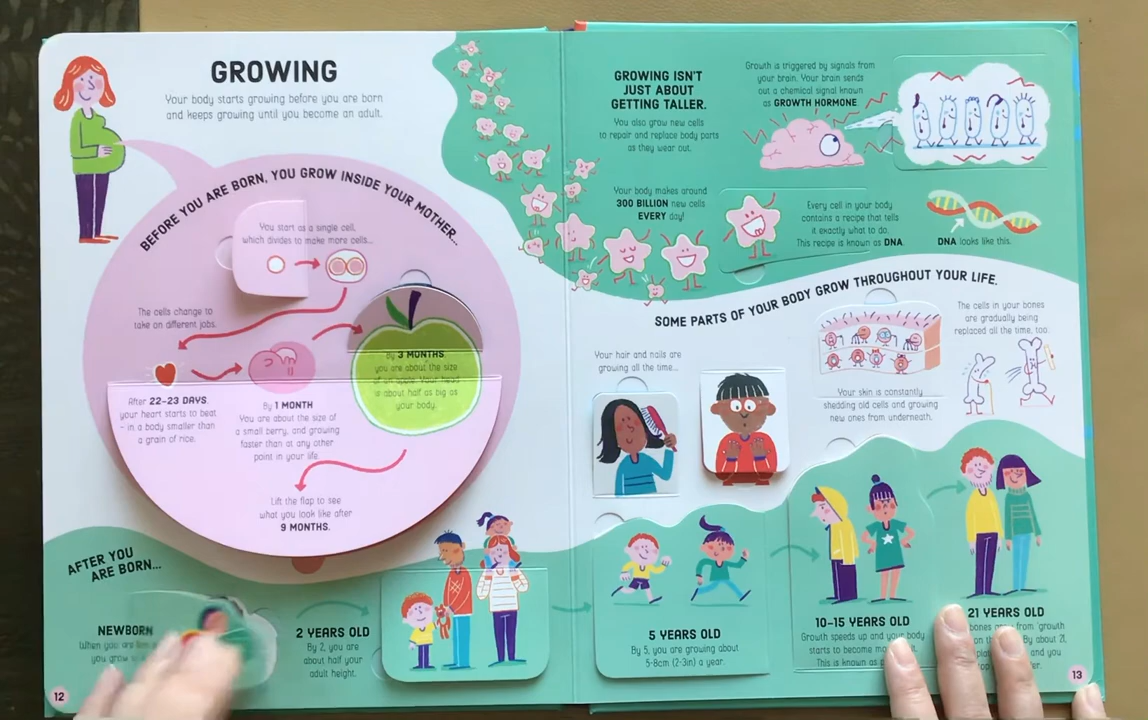 GROWING
Your body starts growing before you are born
and keeps growing until you become an adult.
BEFORE YOU ARE BORN, YOU GROW INSIDE YOUR MOTHER...
You start as a single cell,
which divides to make more cells...
The cells change to
take on different jobs.
After 22-23 DAYS
your heart starts to beat
- in a body smaller than
a grain of rice.
By 1 MONTH
You are about the size of
a small berry, and growing
faster than at any other
point in your life.
By 3 MONTHS,
you are about the size
of an apple. Your head
is about half as big as
your body.
Lift the flap to see
what you look like after
9 MONTHS.
AFTER YOU
ARE BORN...
NEWBORN
When you are
you grow
2 YEARS OLD
By 2, you are
about half your
adult height.
12
GROWING ISN'T
JUST ABOUT
GETTING TALLER.
You also grow new cells
to repair and replace body parts
as they wear out.
Growth is triggered by signals from
your brain. Your brain sends
out a chemical signal known
as GROWTH HORMONE.
Your body makes around
300 BILLION new cells
EVERY day!
Every cell in your body
contains a recipe that tells
it exactly what to do.
This recipe is known as DNA.
DNA looks like this.
SOME PARTS OF YOUR BODY GROW THROUGHOUT YOUR LIFE.
Your hair and nails are
growing all the time...
Your skin is constantly
shedding old cells and growing
new ones from underneath.
The cells in your bones
are gradually being
replaced all the time, too.
5 YEARS OLD
By 5, you are growing about
5-8cm (2-3in) a year.
10-15 YEARS OLD
Growth speeds up and your body
starts to become
This is known as
21 YEARS OLD
bones from 'growth
on By about 21,
and you
13